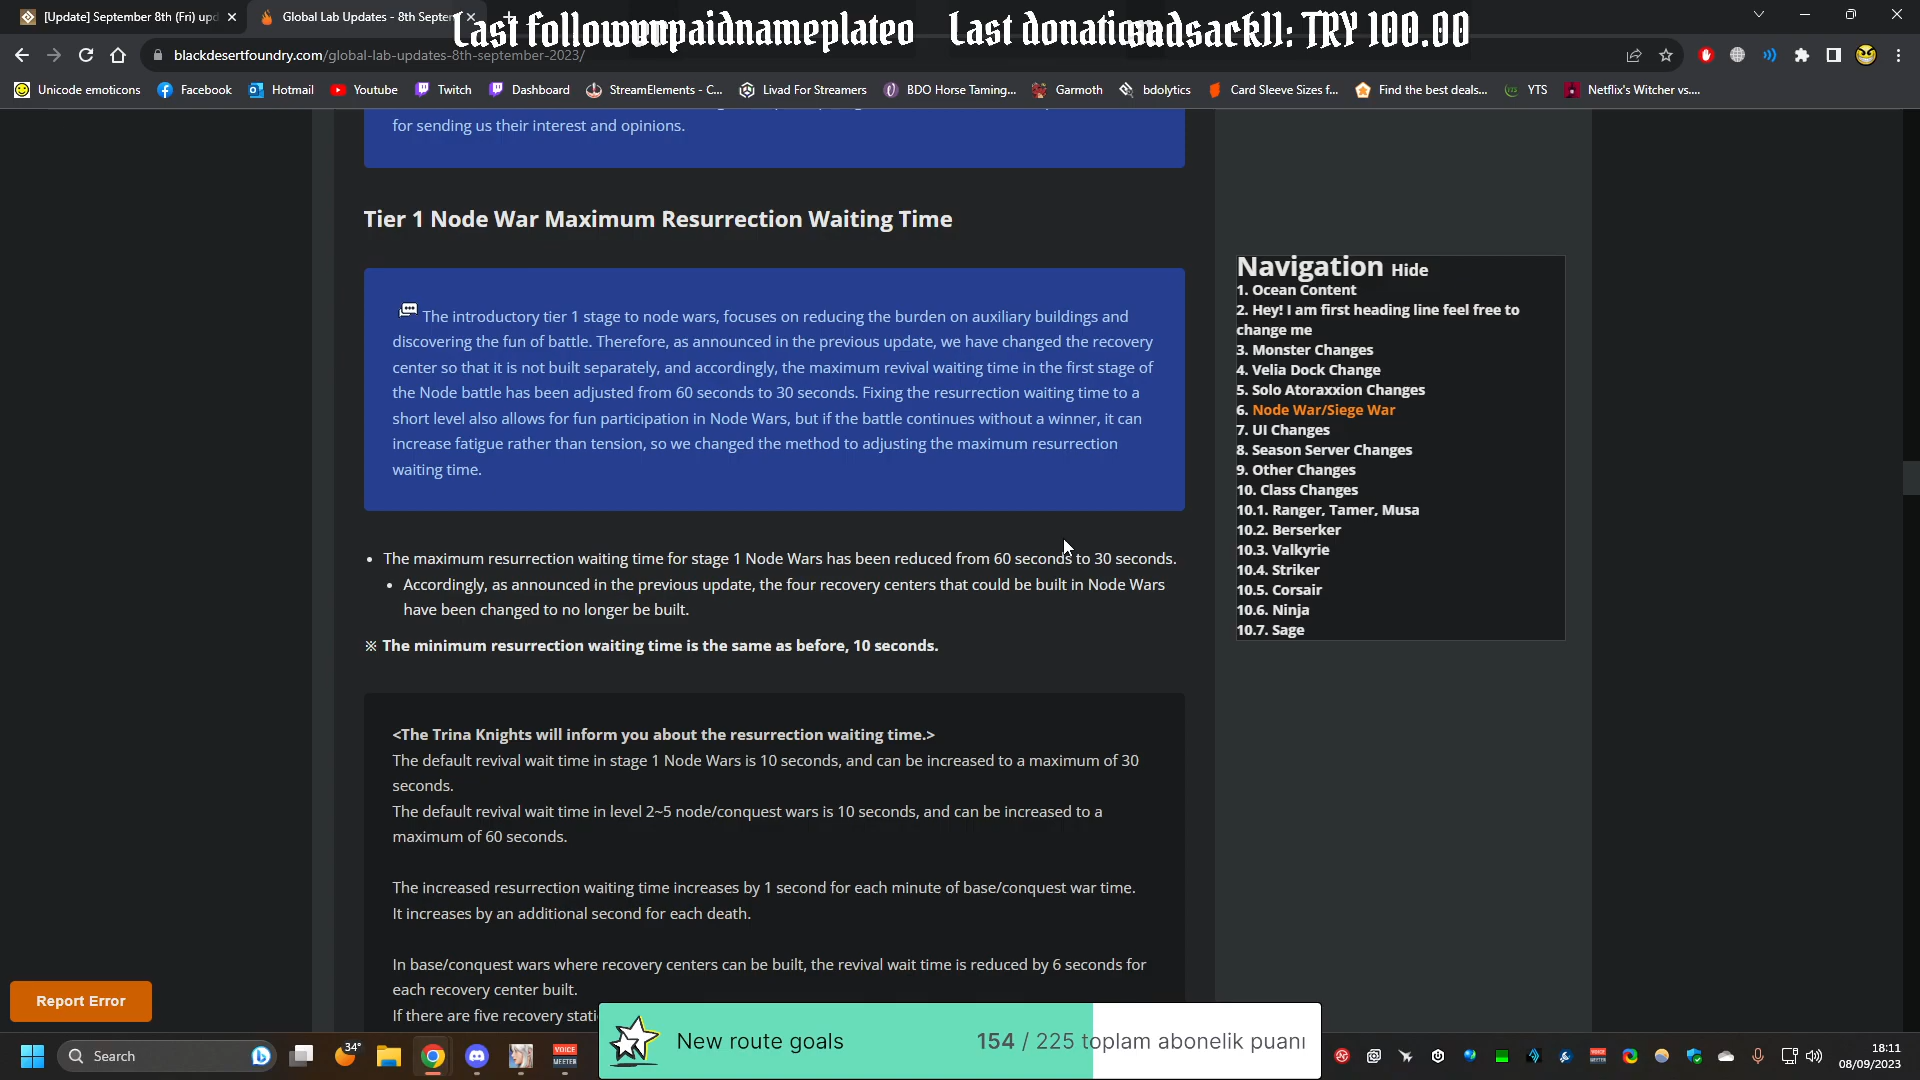 [Update] September 8th (Fri) upd
Global Lab Updates - 8th Septer
Last follower
unpaidnameplateo
Last donation
sadsack11: TRY 100.00
blackdesertfoundry.com/global-lab-updates-8th-september-2023/
Unicode emoticons
Facebook
Hotmail
Youtube
Twitch
Dashboard
StreamElements - C...
Livad For Streamers
BDO Horse Taming...
Garmoth
bdolytics
Card Sleeve Sizes f...
Find the best deals...
YTS
Netflix's Witcher vs....
for sending us their interest and opinions.
Tier 1 Node War Maximum Resurrection Waiting Time
The introductory tier 1 stage to node wars, focuses on reducing the burden on auxiliary buildings and
discovering the fun of battle. Therefore, as announced in the previous update, we have changed the recovery
center so that it is not built separately, and accordingly, the maximum revival waiting time in the first stage of
the Node battle has been adjusted from 60 seconds to 30 seconds. Fixing the resurrection waiting time to a
short level also allows for fun participation in Node Wars, but if the battle continues without a winner, it can
increase fatigue rather than tension, so we changed the method to adjusting the maximum resurrection
waiting time.
• The maximum resurrection waiting time for stage 1 Node Wars has been reduced from 60 seconds to 30 seconds.
• Accordingly, as announced in the previous update, the four recovery centers that could be built in Node Wars
have been changed to no longer be built.
※ The minimum resurrection waiting time is the same as before, 10 seconds.
<The Trina Knights will inform you about the resurrection waiting time.>
The default revival wait time in stage 1 Node Wars is 10 seconds, and can be increased to a maximum of 30
seconds.
The default revival wait time in level 2~5 node/conquest wars is 10 seconds, and can be increased to a
maximum of 60 seconds.
The increased resurrection waiting time increases by 1 second for each minute of base/conquest war time.
It increases by an additional second for each death.
In base/conquest wars where recovery centers can be built, the revival wait time is reduced by 6 seconds for
each recovery center built.
If there are five recovery stati
Navigation Hide
1. Ocean Content
2. Hey! I am first heading line feel free to
change me
3. Monster Changes
4. Velia Dock Change
5. Solo Atoraxxion Changes
6. Node War/Siege War
7. UI Changes
8. Season Server Changes
9. Other Changes
10. Class Changes
10.1. Ranger, Tamer, Musa
10.2. Berserker
10.3. Valkyrie
10.4. Striker
10.5. Corsair
10.6. Ninja
10.7. Sage
Report Error
New route goals
154 / 225 toplam abonelik puanı
Search
34°
VOICE
MEETER
18:11
08/09/2023